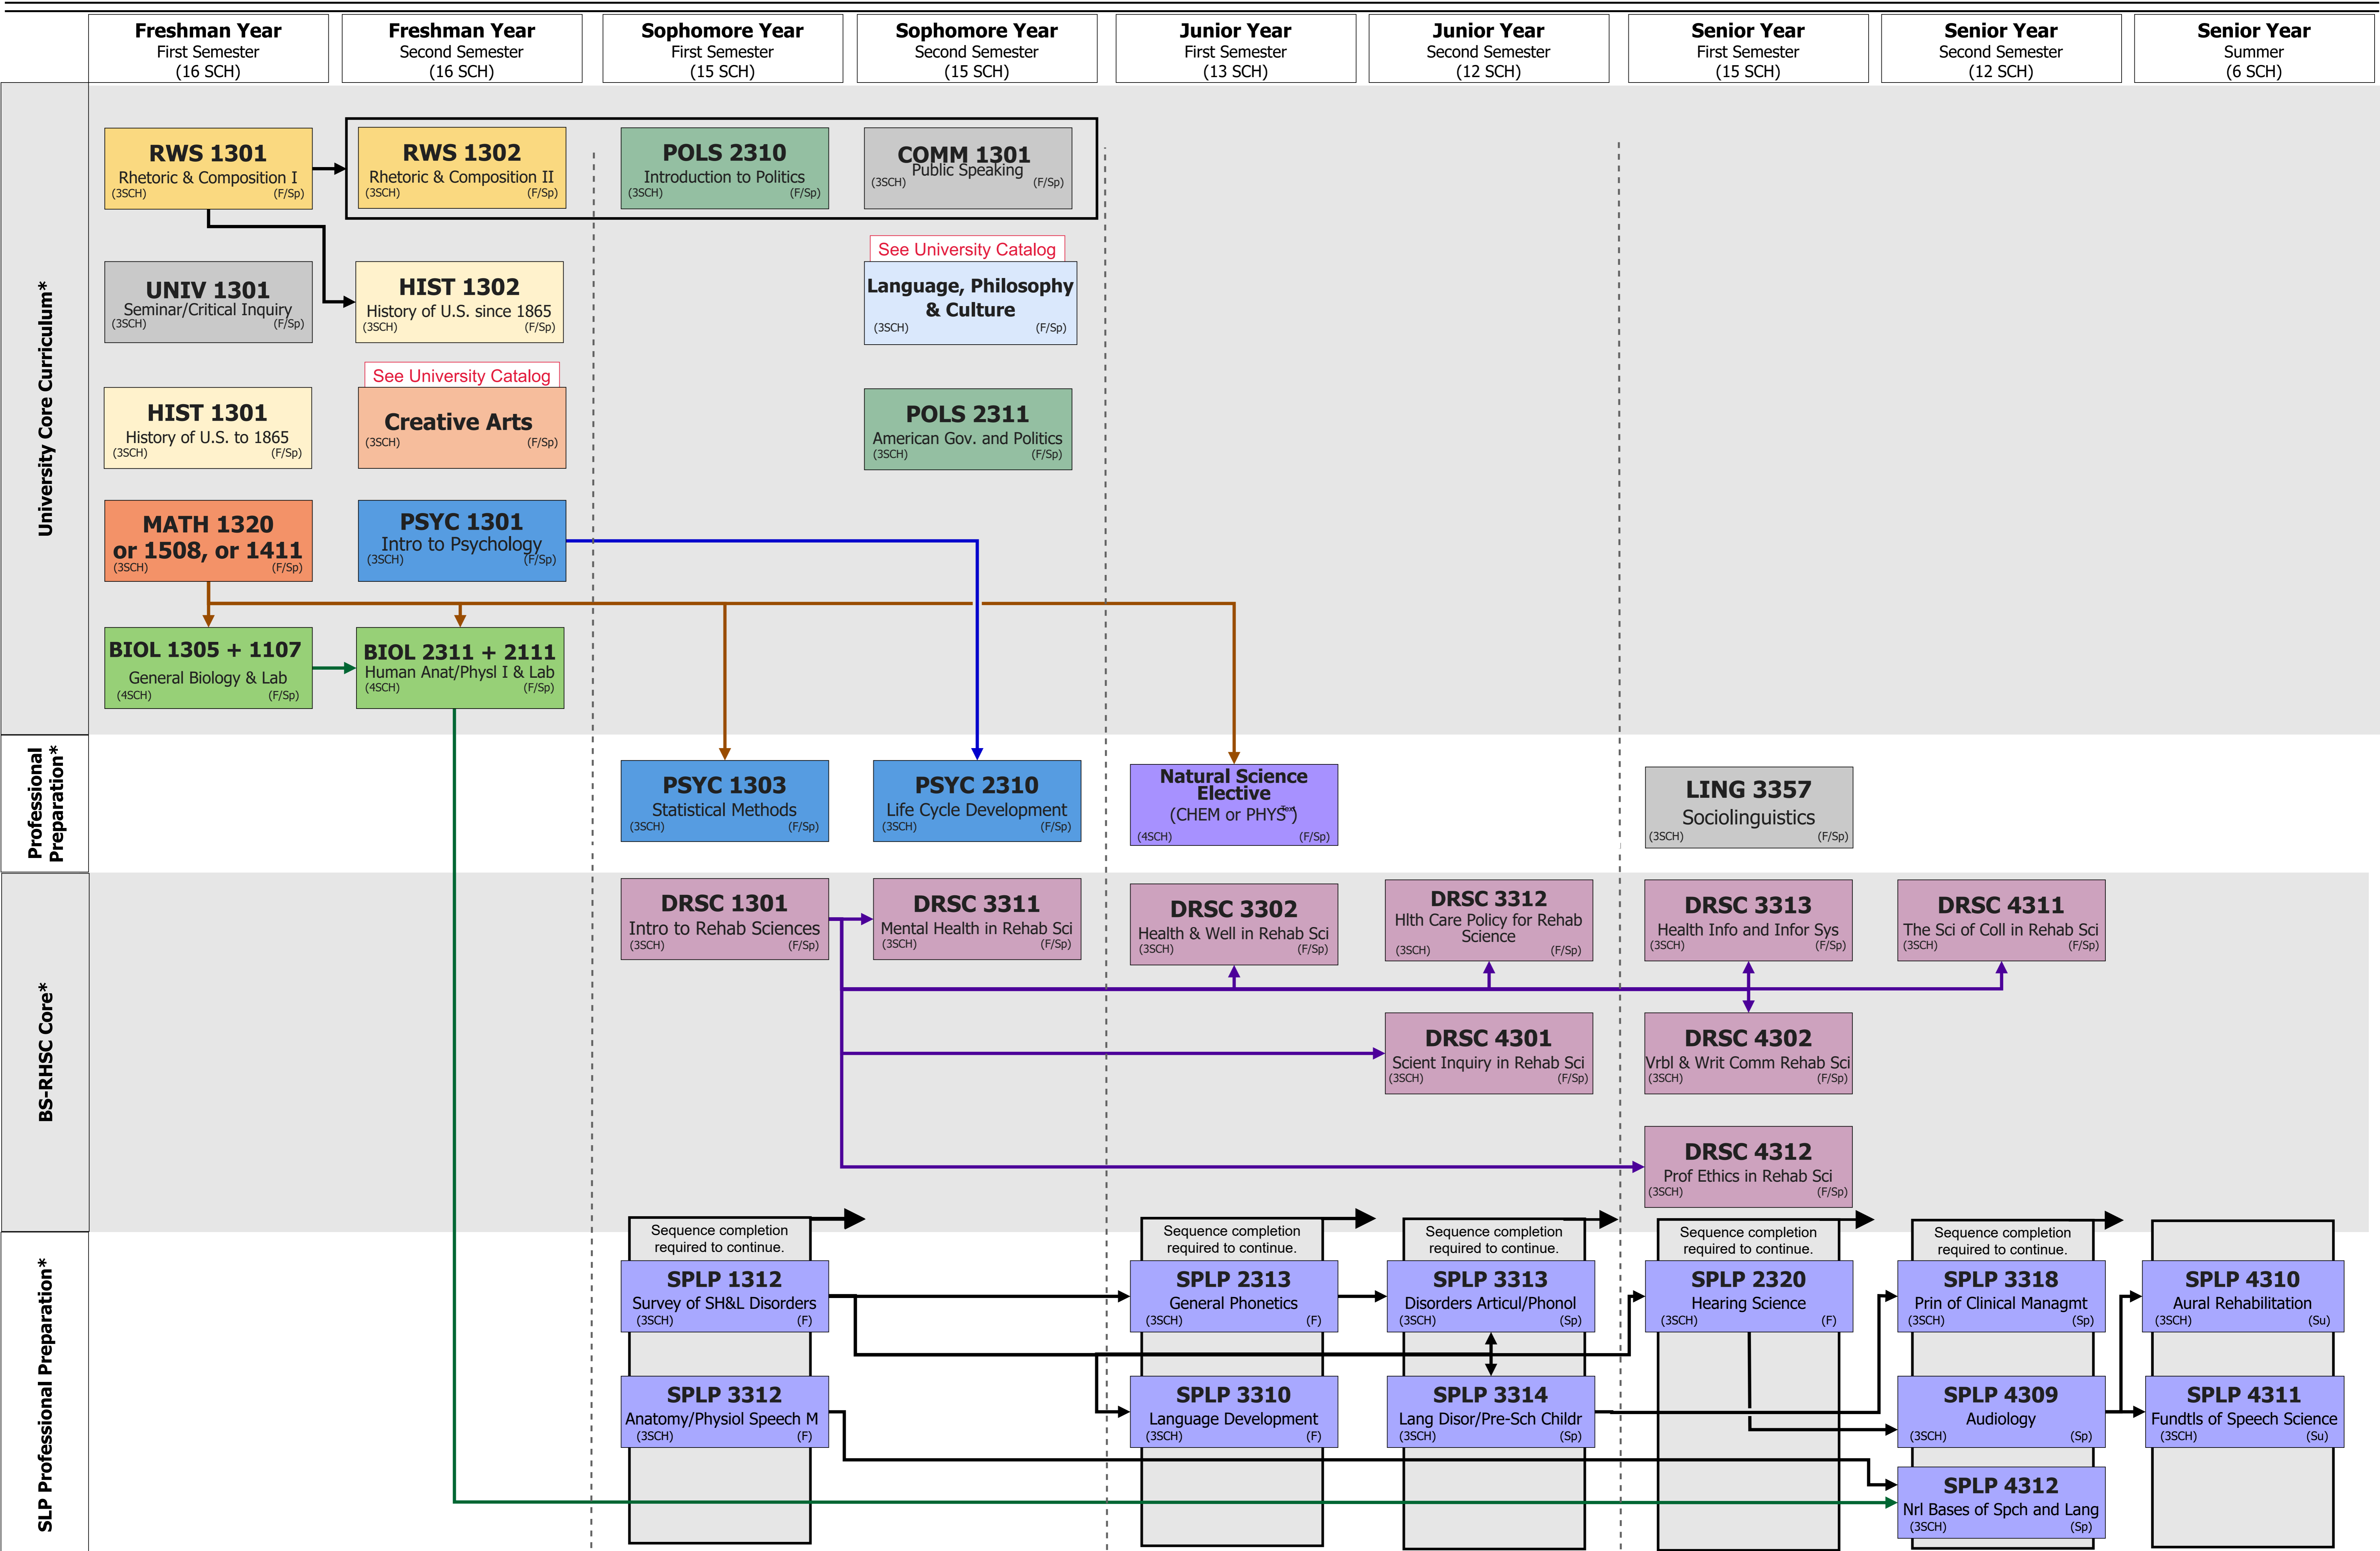 Freshman Year
First Semester
(16 SCH)
Freshman Year
Second Semester
(16 SCH)
Sophomore Year
First Semester
(15 SCH)
Sophomore Year
Second Semester
(15 SCH)
Junior Year
First Semester
(13 SCH)
Junior Year
Second Semester
(12 SCH)
Senior Year
First Semester
(15 SCH)
Senior Year
Second Semester
(12 SCH)
Senior Year
Summer
(6 SCH)
University Core Curriculum*
RWS 1301
Rhetoric & Composition I
(3SCH) (F/Sp)
RWS 1302
Rhetoric & Composition II
(3SCH) (F/Sp)
POLS 2310
Introduction to Politics
(3SCH) (F/Sp)
COMM 1301
Public Speaking
(3SCH) (F/Sp)
UNIV 1301
Seminar/Critical Inquiry
(3SCH) (F/Sp)
HIST 1302
History of U.S. since 1865
(3SCH) (F/Sp)
See University Catalog
Language, Philosophy
& Culture
(3SCH) (F/Sp)
HIST 1301
History of U.S. to 1865
(3SCH) (F/Sp)
See University Catalog
Creative Arts
(3SCH) (F/Sp)
POLS 2311
American Gov. and Politics
(3SCH) (F/Sp)
MATH 1320
or 1508, or 1411
(3SCH) (F/Sp)
PSYC 1301
Intro to Psychology
(3SCH) (F/Sp)
BIOL 1305 + 1107
General Biology & Lab
(4SCH) (F/Sp)
BIOL 2311 + 2111
Human Anat/Physl I & Lab
(4SCH) (F/Sp)
Professional
Preparation*
PSYC 1303
Statistical Methods
(3SCH) (F/Sp)
PSYC 2310
Life Cycle Development
(3SCH) (F/Sp)
Natural Science
Elective
(CHEM or PHYS)
Text
(4SCH) (F/Sp)
LING 3357
Sociolinguistics
(3SCH) (F/Sp)
BS-RHSC Core*
DRSC 1301
Intro to Rehab Sciences
(3SCH) (F/Sp)
DRSC 3311
Mental Health in Rehab Sci
(3SCH) (F/Sp)
DRSC 3302
Health & Well in Rehab Sci
(3SCH) (F/Sp)
DRSC 3312
Hlth Care Policy for Rehab
Science
(3SCH) (F/Sp)
DRSC 3313
Health Info and Infor Sys
(3SCH) (F/Sp)
DRSC 4311
The Sci of Coll in Rehab Sci
(3SCH) (F/Sp)
DRSC 4301
Scient Inquiry in Rehab Sci
(3SCH) (F/Sp)
DRSC 4302
Vrbl & Writ Comm Rehab Sci
(3SCH) (F/Sp)
DRSC 4312
Prof Ethics in Rehab Sci
(3SCH) (F/Sp)
SLP Professional Preparation*
Sequence completion
required to continue.
Sequence completion
required to continue.
Sequence completion
required to continue.
Sequence completion
required to continue.
Sequence completion
required to continue.
SPLP 1312
Survey of SH&L Disorders
(3SCH) (F)
SPLP 2313
General Phonetics
(3SCH) (F)
SPLP 3313
Disorders Articul/Phonol
(3SCH) (Sp)
SPLP 2320
Hearing Science
(3SCH) (F)
SPLP 3318
Prin of Clinical Managmt
(3SCH) (Sp)
SPLP 4310
Aural Rehabilitation
(3SCH) (Su)
SPLP 3312
Anatomy/Physiol Speech M
(3SCH) (F)
SPLP 3310
Language Development
(3SCH) (F)
SPLP 3314
Lang Disor/Pre-Sch Childr
(3SCH) (Sp)
SPLP 4309
Audiology
(3SCH) (Sp)
SPLP 4311
Fundtls of Speech Science
(3SCH) (Su)
SPLP 4312
Nrl Bases of Spch and Lang
(3SCH) (Sp)